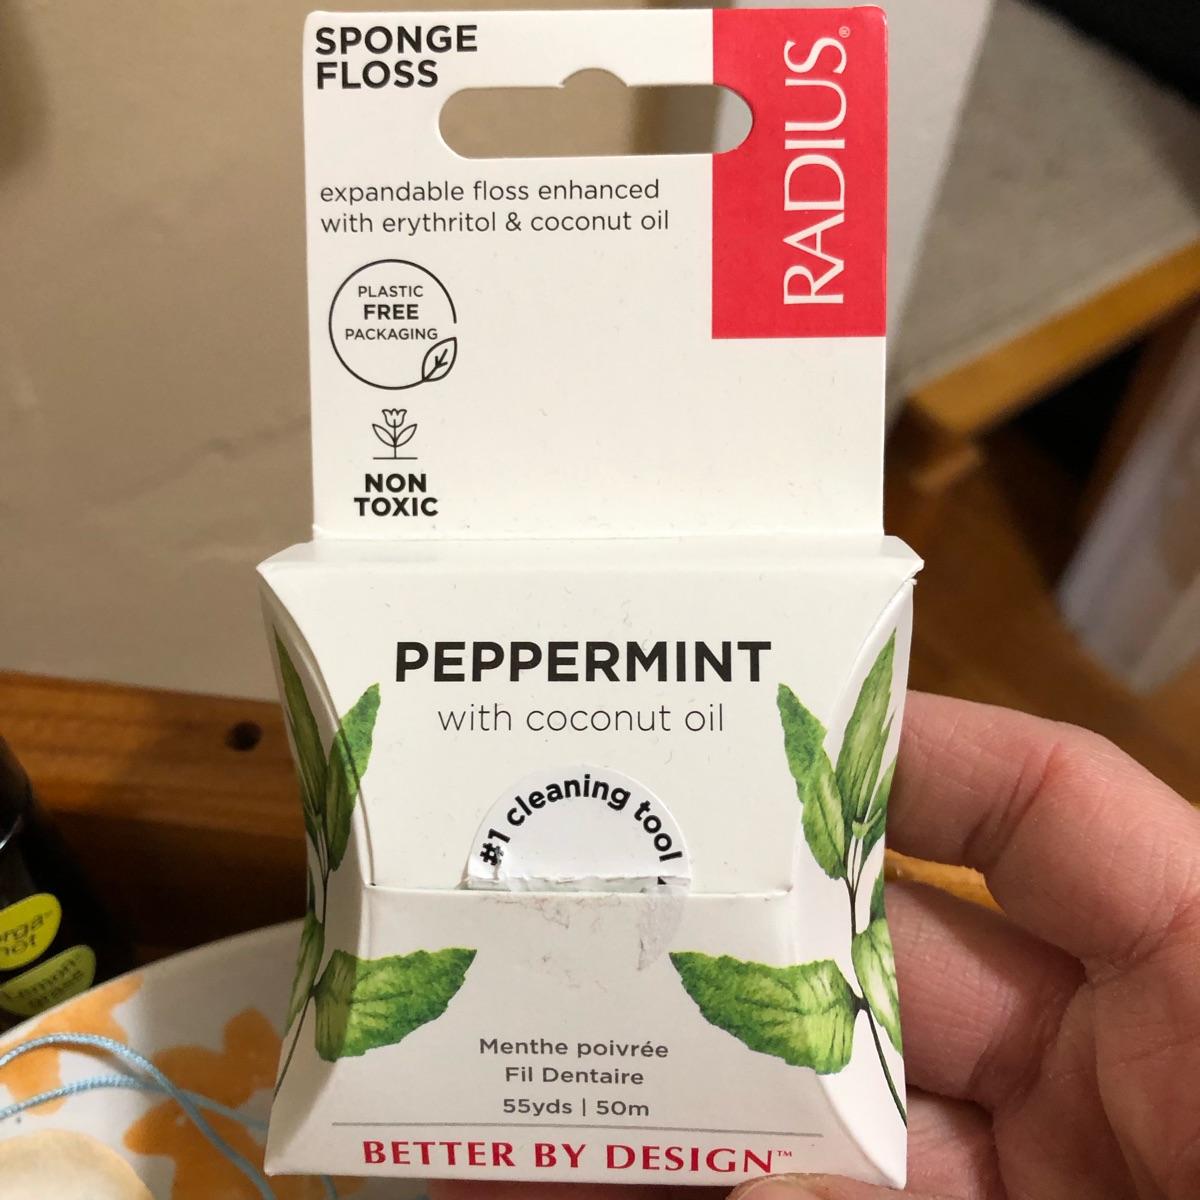 SPONGE
FLOSS
RADIUS®
expandable floss enhanced
with erythritol & coconut oil
PLASTIC
FREE
PACKAGING
NON
TOXIC
PEPPERMINT
with coconut oil
#1 cleaning tool
Menthe poivrée
Fil Dentaire
55yds | 50m
BETTER BY DESIGN™
Lemon